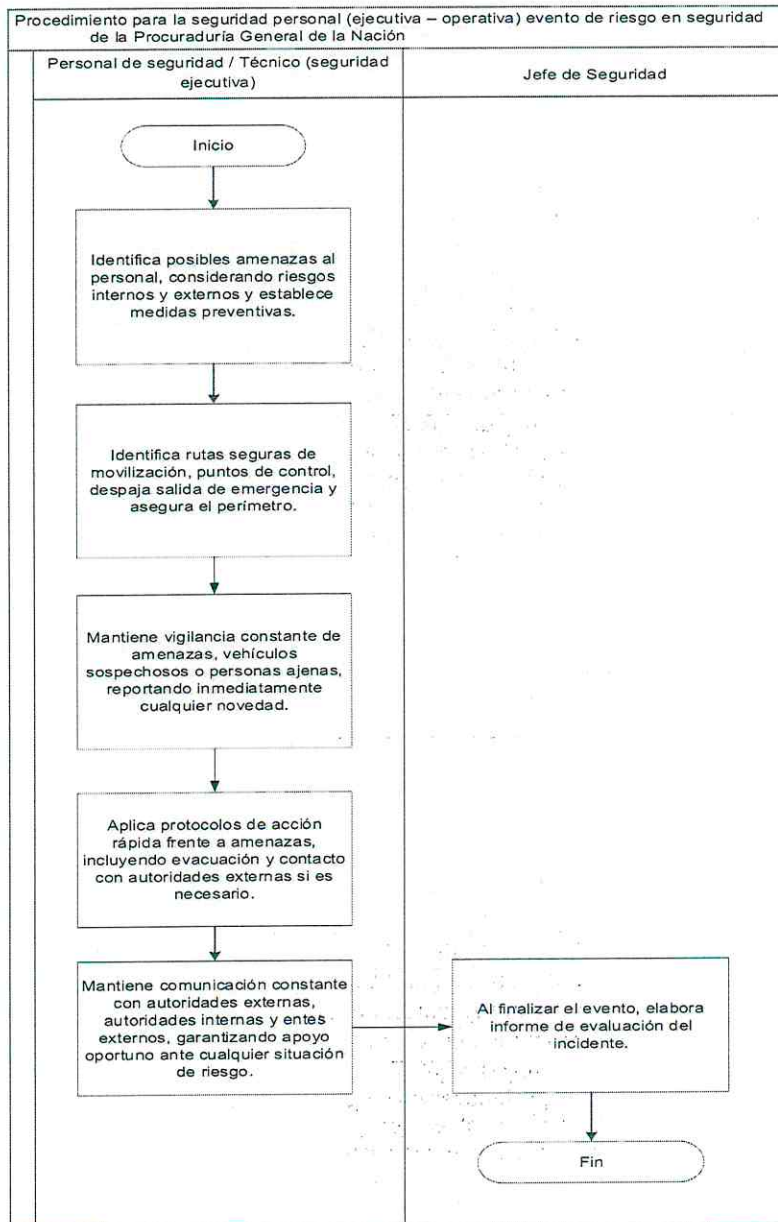 Procedimiento para la seguridad personal (ejecutiva – operativa) evento de riesgo en seguridad
de la Procuraduría General de la Nación
Personal de seguridad / Técnico (seguridad
ejecutiva)
Jefe de Seguridad
Inicio
Identifica posibles amenazas al
personal, considerando riesgos
internos y externos y establece
medidas preventivas.
Identifica rutas seguras de
movilización, puntos de control,
despaja salida de emergencia y
asegura el perímetro.
Mantiene vigilancia constante de
amenazas, vehículos
sospechosos o personas ajenas,
reportando inmediatamente
cualquier novedad.
Aplica protocolos de acción
rápida frente a amenazas,
incluyendo evacuación y contacto
con autoridades externas si es
necesario.
Mantiene comunicación constante
con autoridades externas,
autoridades internas y entes
externos, garantizando apoyo
oportuno ante cualquier situación
de riesgo.
Al finalizar el evento, elabora
informe de evaluación del
incidente.
Fin